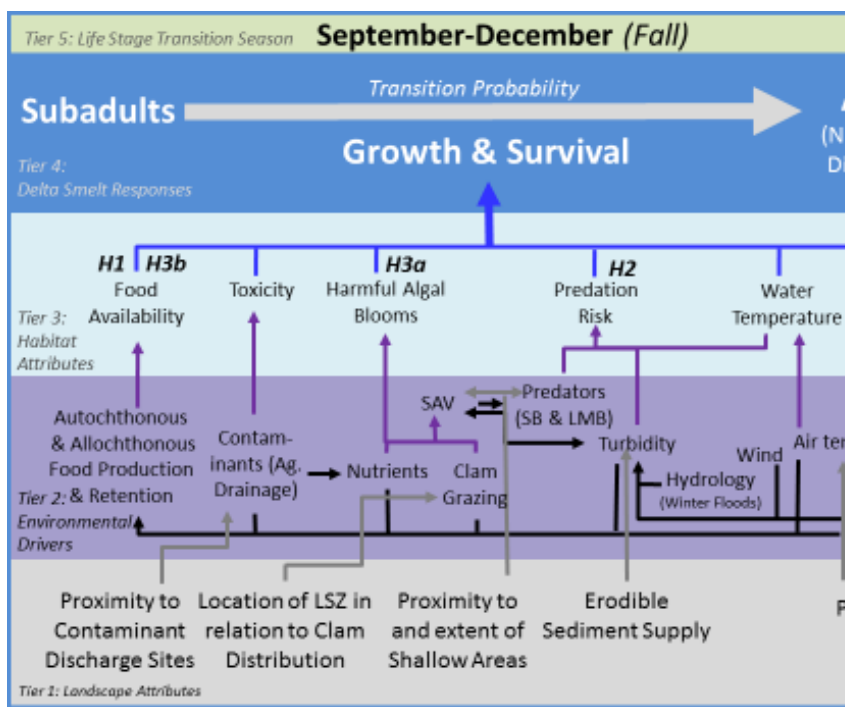 Tier 5: Life Stage Transition Season September-December (Fall)
Transition Probability
Subadults
Growth & Survival
(N
Di
Tier 4:
Delta Smelt Responses
H1 H3b
H3a
H2
Food
Availability
Toxicity
Harmful Algal
Blooms
Predation
Risk
Water
Temperature
Tier 3:
Habitat
Attributes
Autochthonous
& Allochthonous
Food Production
& Retention
Contam-
inants (Ag.
Drainage)
Nutrients
SAV
Clam
Grazing
Predators
(SB & LMB)
Turbidity
Hydrology
(Winter Floods)
Wind
Air ter
Tier 2:
Environmental
Drivers
Proximity to
Contaminant
Discharge Sites
Location of LSZ in
relation to Clam
Distribution
Proximity to
and extent of
Shallow Areas
Erodible
Sediment Supply
P
Tier 1: Landscape Attributes